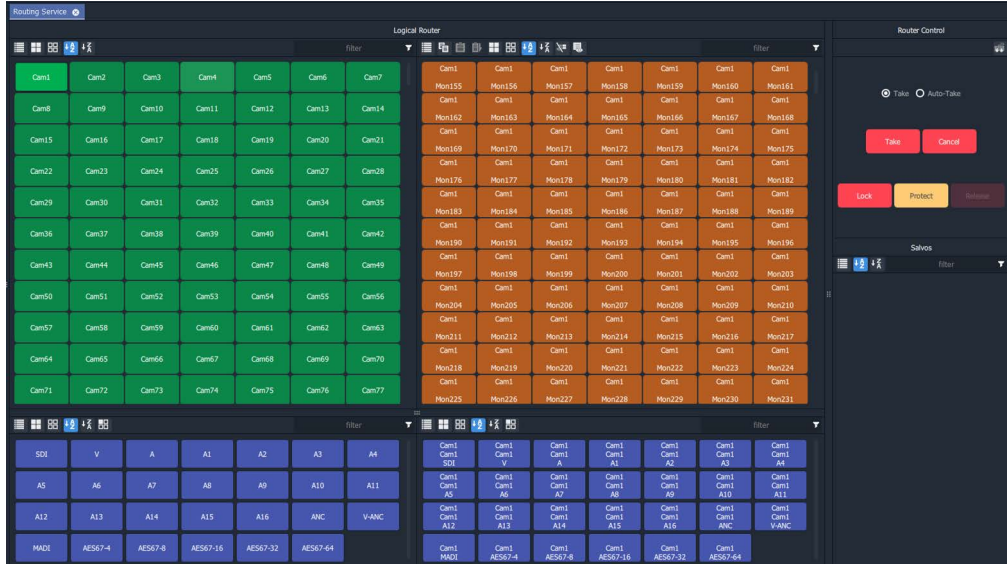 Routing Service
Logical Router
Router Control
filter
filter
Cam1 Cam2 Cam3 Cam4 Cam5 Cam6 Cam7
Cam8 Cam9 Cam10 Cam11 Cam12 Cam13 Cam14
Cam15 Cam16 Cam17 Cam18 Cam19 Cam20 Cam21
Cam22 Cam23 Cam24 Cam25 Cam26 Cam27 Cam28
Cam29 Cam30 Cam31 Cam32 Cam33 Cam34 Cam35
Cam36 Cam37 Cam38 Cam39 Cam40 Cam41 Cam42
Cam43 Cam44 Cam45 Cam46 Cam47 Cam48 Cam49
Cam50 Cam51 Cam52 Cam53 Cam54 Cam55 Cam56
Cam57 Cam58 Cam59 Cam60 Cam61 Cam62 Cam63
Cam64 Cam65 Cam66 Cam67 Cam68 Cam69 Cam70
Cam71 Cam72 Cam73 Cam74 Cam75 Cam76 Cam77
Cam1 Cam1 Cam1 Cam1 Cam1 Cam1 Cam1
Mon155 Mon156 Mon157 Mon158 Mon159 Mon160 Mon161
Cam1 Cam1 Cam1 Cam1 Cam1 Cam1 Cam1
Mon162 Mon163 Mon164 Mon165 Mon166 Mon167 Mon168
Cam1 Cam1 Cam1 Cam1 Cam1 Cam1 Cam1
Mon169 Mon170 Mon171 Mon172 Mon173 Mon174 Mon175
Cam1 Cam1 Cam1 Cam1 Cam1 Cam1 Cam1
Mon176 Mon177 Mon178 Mon179 Mon180 Mon181 Mon182
Cam1 Cam1 Cam1 Cam1 Cam1 Cam1 Cam1
Mon183 Mon184 Mon185 Mon186 Mon187 Mon188 Mon189
Cam1 Cam1 Cam1 Cam1 Cam1 Cam1 Cam1
Mon190 Mon191 Mon192 Mon193 Mon194 Mon195 Mon196
Cam1 Cam1 Cam1 Cam1 Cam1 Cam1 Cam1
Mon197 Mon198 Mon199 Mon200 Mon201 Mon202 Mon203
Cam1 Cam1 Cam1 Cam1 Cam1 Cam1 Cam1
Mon204 Mon205 Mon206 Mon207 Mon208 Mon209 Mon210
Cam1 Cam1 Cam1 Cam1 Cam1 Cam1 Cam1
Mon211 Mon212 Mon213 Mon214 Mon215 Mon216 Mon217
Cam1 Cam1 Cam1 Cam1 Cam1 Cam1 Cam1
Mon218 Mon219 Mon220 Mon221 Mon222 Mon223 Mon224
Cam1 Cam1 Cam1 Cam1 Cam1 Cam1 Cam1
Mon225 Mon226 Mon227 Mon228 Mon229 Mon230 Mon231
Take Auto-Take
Take Cancel
Lock Protect Release
Salvos
filter
filter
filter
SDI V A A1 A2 A3 A4
A5 A6 A7 A8 A9 A10 A11
A12 A13 A14 A15 A16 ANC V-ANC
MADI AES67-4 AES67-8 AES67-16 AES67-32 AES67-64
Cam1 Cam1 Cam1 Cam1 Cam1 Cam1 Cam1
Cam1 Cam1 Cam1 Cam1 Cam1 Cam1 Cam1
SDI V A A1 A2 A3 A4
Cam1 Cam1 Cam1 Cam1 Cam1 Cam1 Cam1
Cam1 Cam1 Cam1 Cam1 Cam1 Cam1 Cam1
A5 A6 A7 A8 A9 A10 A11
Cam1 Cam1 Cam1 Cam1 Cam1 Cam1 Cam1
Cam1 Cam1 Cam1 Cam1 Cam1 Cam1 Cam1
A12 A13 A14 A15 A16 ANC V-ANC
Cam1 Cam1 Cam1 Cam1 Cam1 Cam1
MADI AES67-4 AES67-8 AES67-16 AES67-32 AES67-64